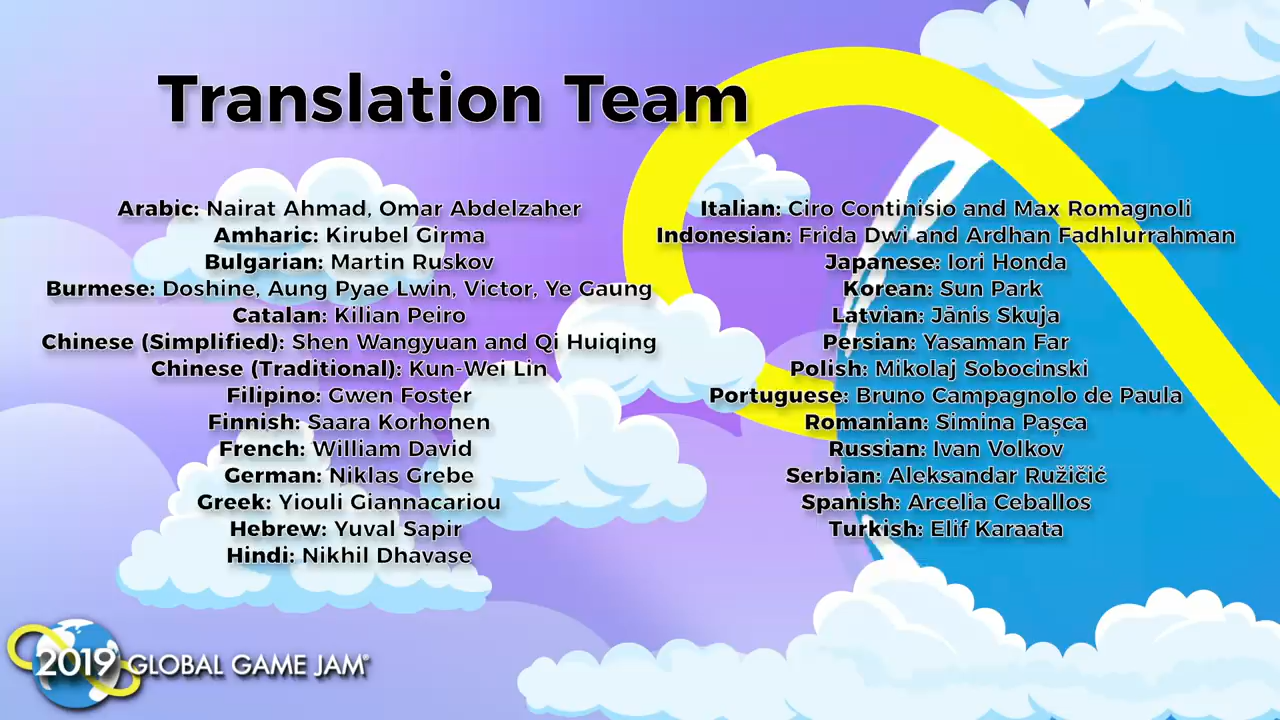 Translation Team
Arabic: Nairat Ahmad, Omar Abdelzaher
Amharic: Kirubel Girma
Bulgarian: Martin Ruskov
Burmese: Doshine, Aung Pyae Lwin, Victor, Ye Gaung
Catalan: Kilian Peiro
Chinese (Simplified): Shen Wangyuan and Qi Huiqing
Chinese (Traditional): Kun-Wei Lin
Filipino: Gwen Foster
Finnish: Saara Korhonen
French: William David
German: Niklas Grebe
Greek: Yiouli Giannacariou
Hebrew: Yuval Sapir
Hindi: Nikhil Dhavase
Italian: Ciro Continisio and Max Romagnoli
Indonesian: Frida Dwi and Ardhan Fadhlurrahman
Japanese: Iori Honda
Korean: Sun Park
Latvian: Jānis Skuja
Persian: Yasaman Far
Polish: Mikolaj Sobocinski
Portuguese: Bruno Campagnolo de Paula
Romanian: Simina Pașca
Russian: Ivan Volkov
Serbian: Aleksandar Ružičić
Spanish: Arcelia Ceballos
Turkish: Elif Karaata
2019 GLOBAL GAME JAM®